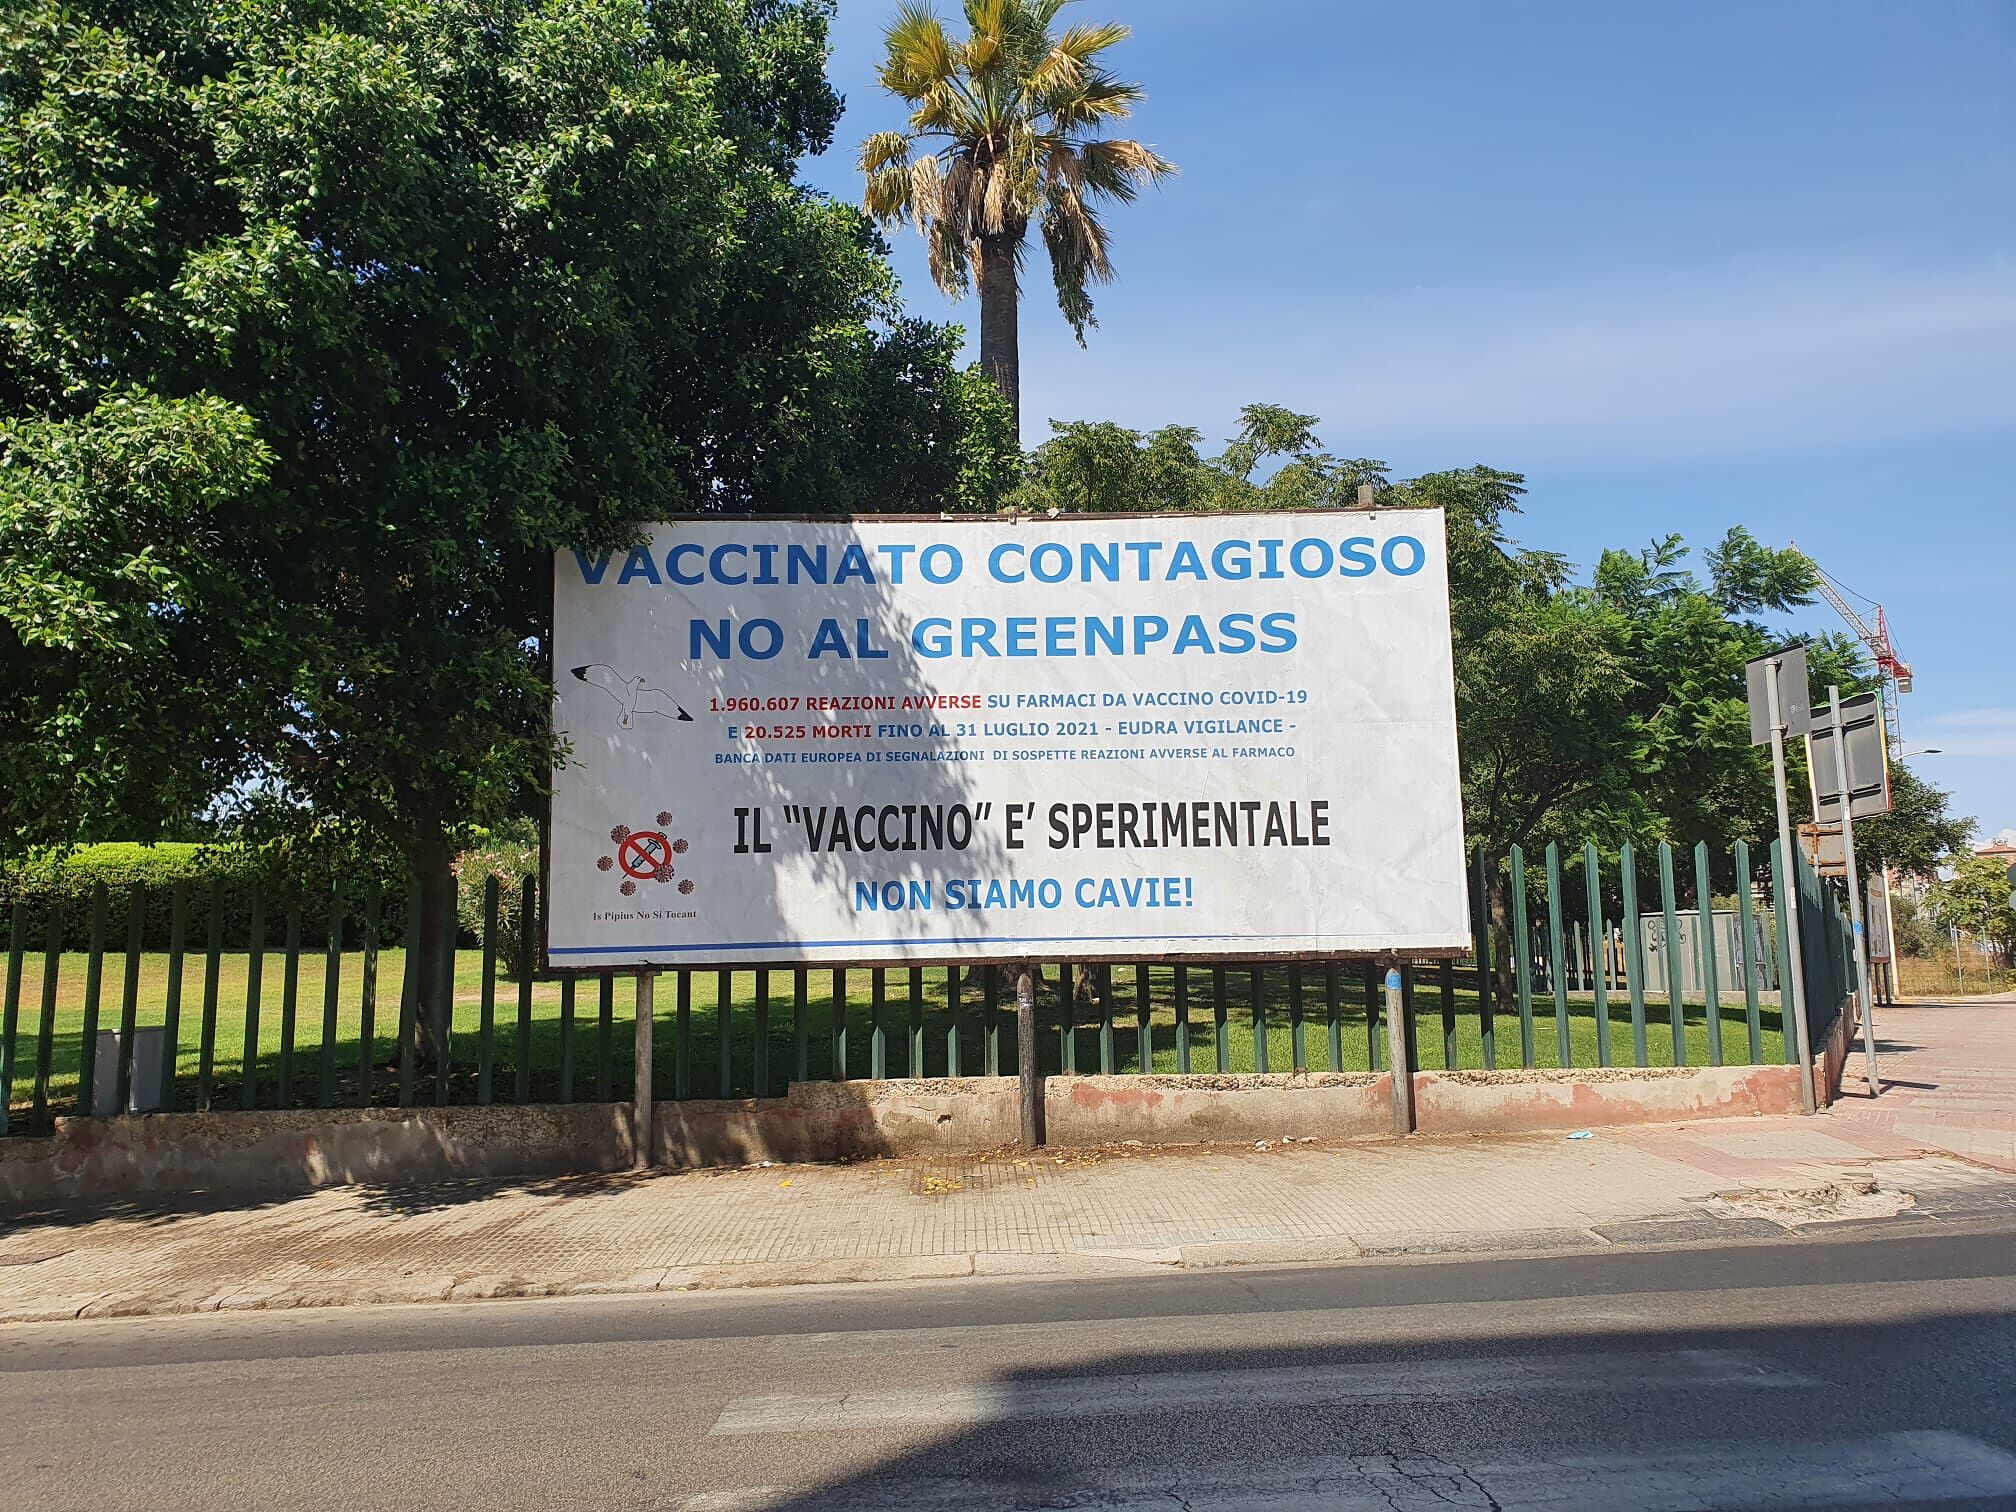 VACCINATO CONTAGIOSO
NO AL GREENPASS
1.960.607 REAZIONI AVVERSE SU FARMACI DA VACCINO COVID-19
E 20.525 MORTI FINO AL 31 LUGLIO 2021 - EUDRA VIGILANCE -
BANCA DATI EUROPEA DI SEGNALAZIONI DI SOSPETTE REAZIONI AVVERSE AL FARMACO
IL “VACCINO” E’ SPERIMENTALE
NON SIAMO CAVIE!
Is Pipius No Si Tocant